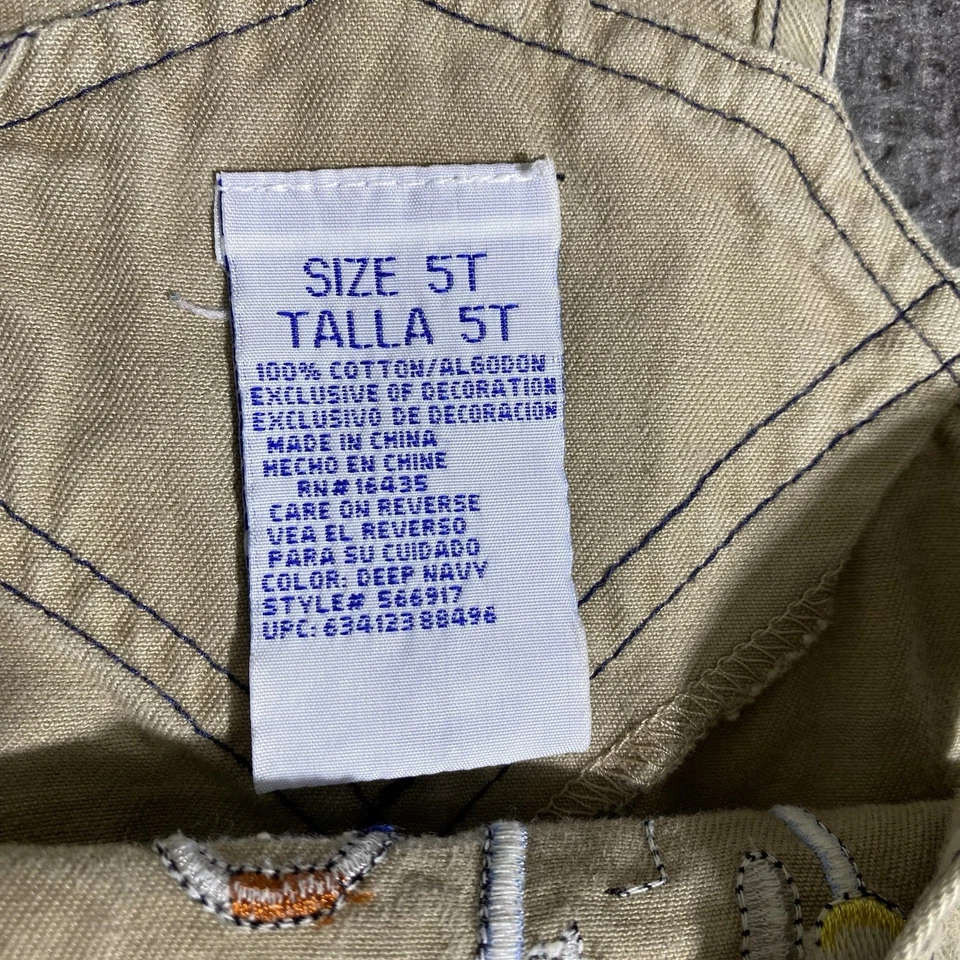 SIZE 5T
TALLA 5T
100% COTTON/ALGODON
EXCLUSIVE OF DECORATION
EXCLUSIVO DE DECORACION
MADE IN CHINA
HECHO EN CHINE
RN# 16435
CARE ON REVERSE
VEA EL REVERSO
PARA SU CUIDADO
COLOR: DEEP NAVY
STYLE# 566917
UPC: 63412388496